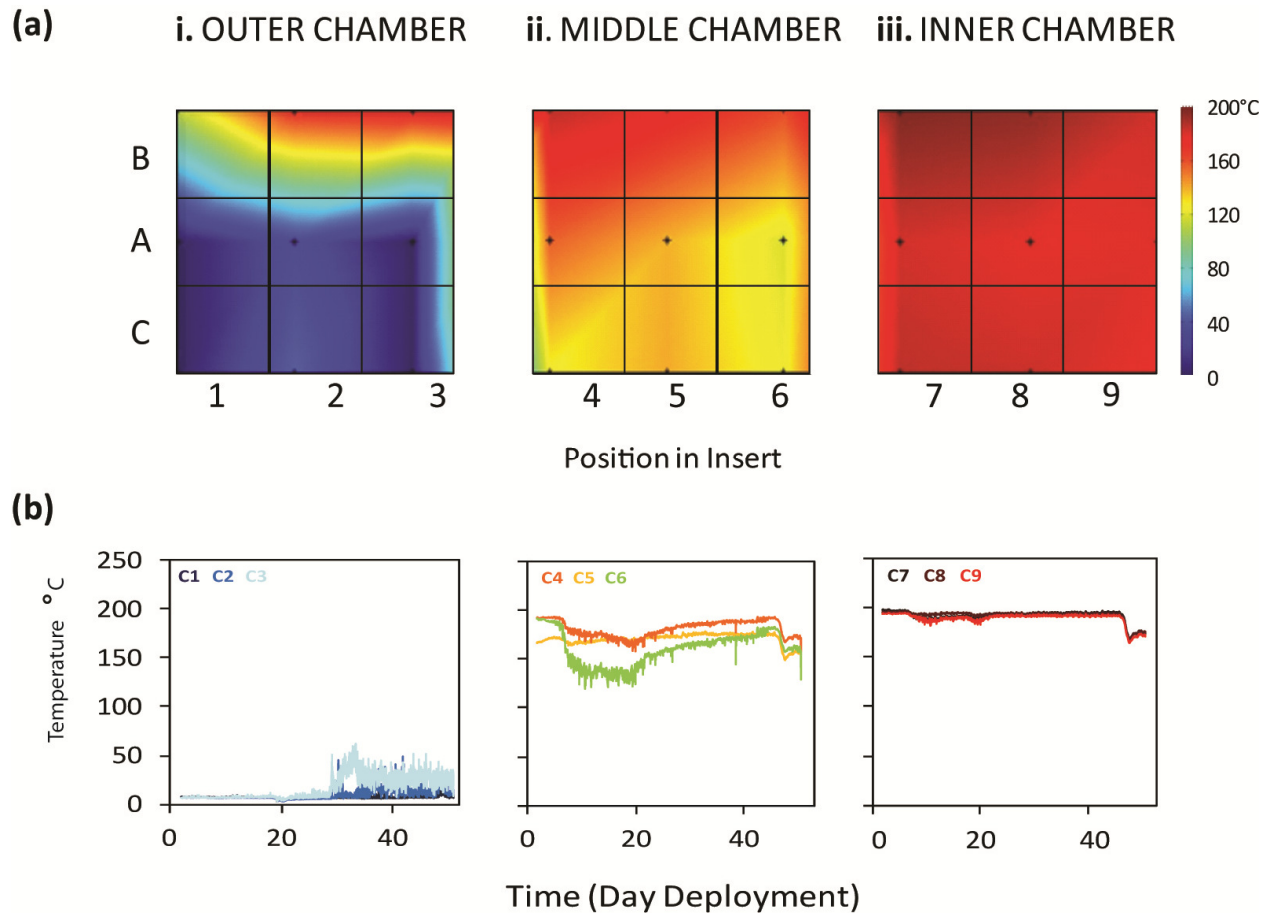 (a)
i. OUTER CHAMBER ii. MIDDLE CHAMBER iii. INNER CHAMBER
200°C
160
120
80
40
0
B
A
C
1 2 3 4 5 6 7 8 9
Position in Insert
(b)
Temperature °C
250
200
150
100
50
0
C1 C2 C3
C4 C5 C6
C7 C8 C9
0 20 40 0 20 40 0 20 40
Time (Day Deployment)